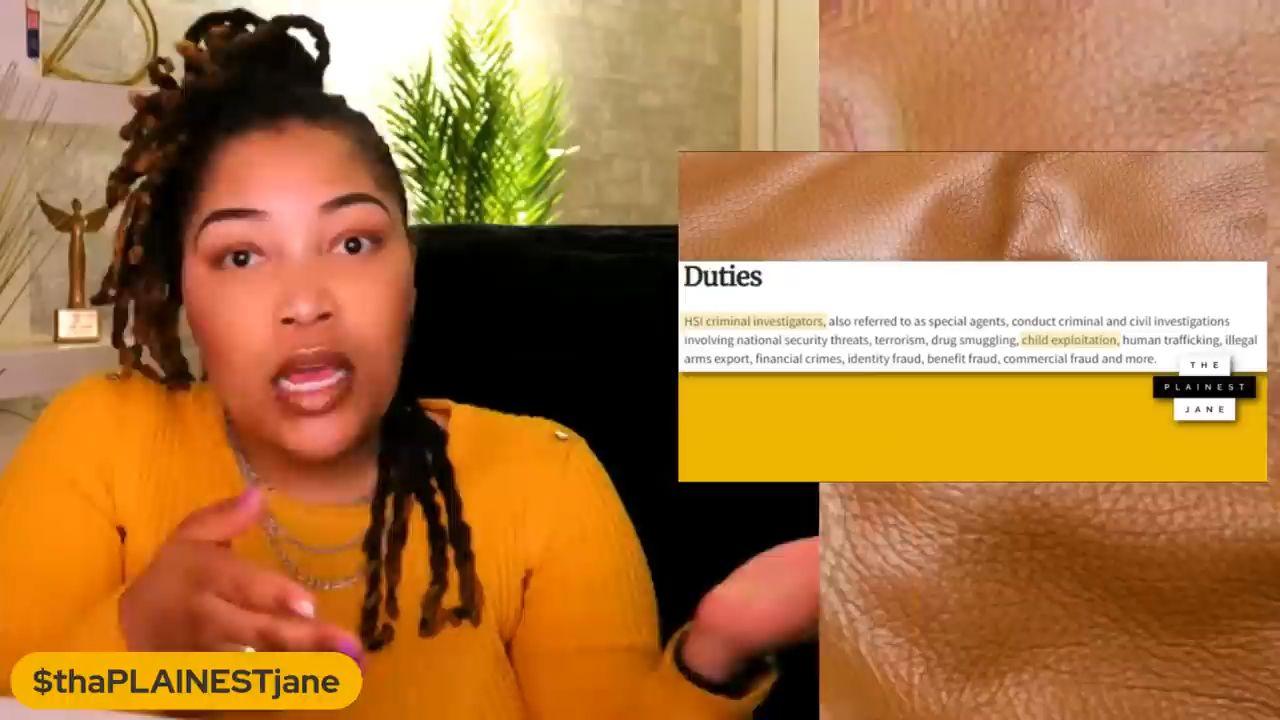 Duties
HSI criminal investigators, also referred to as special agents, conduct criminal and civil investigations
involving national security threats, terrorism, drug smuggling, child exploitation, human trafficking, illegal
arms export, financial crimes, identity fraud, benefit fraud, commercial fraud and more.
THE
PLAINEST
JANE
$thaPLAINESTjane